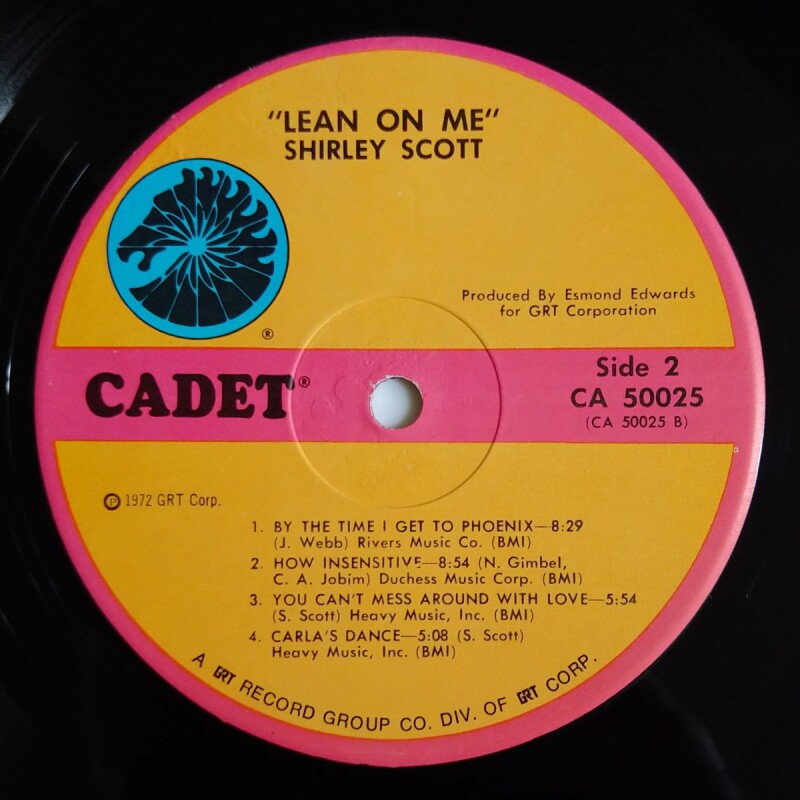 "LEAN ON ME"
SHIRLEY SCOTT
®
Produced By Esmond Edwards
for GRT Corporation
CADET®
Side 2
CA 50025
(CA 50025 B)
℗ 1972 GRT Corp.
1. BY THE TIME I GET TO PHOENIX—8:29
(J. Webb) Rivers Music Co. (BMI)
2. HOW INSENSITIVE—8:54 (N. Gimbel,
C. A. Jobim) Duchess Music Corp. (BMI)
3. YOU CAN'T MESS AROUND WITH LOVE—5:54
(S. Scott) Heavy Music, Inc. (BMI)
4. CARLA'S DANCE—5:08 (S. Scott)
Heavy Music, Inc. (BMI)
A GRT RECORD GROUP CO. DIV. OF GRT CORP.